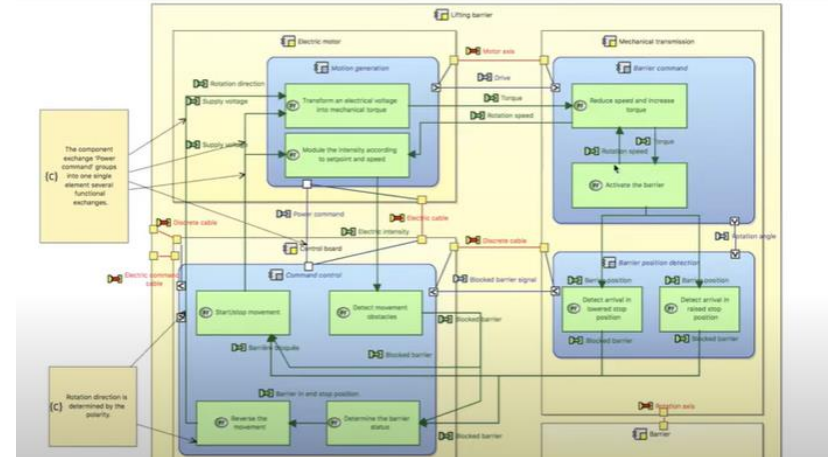 Lifting barrier
Electric motor
Mechanical transmission
Motor axis
Motion generation
Barrier command
Rotation direction
Drive
Supply voltage
Transform an electrical voltage
into mechanical torque
Torque
Reduce speed and increase
torque
Rotation speed
The component
exchange 'Power
command' groups
into one single
element several
functional
exchanges.
Supply voltage
Module the intensity according
to setpoint and speed
Torque
Rotation speed
Activate the barrier
Power command
Electric cable
Discrete cable
Electric intensity
Rotation angle
Control board
Discrete cable
Barrier position detection
Electric command
cable
Command control
Blocked barrier signal
Barrier position
Barrier position
Start/stop movement
Detect movement
obstacles
Blocked barrier
Detect arrival in
lowered stop
position
Detect arrival in
raised stop
position
Barrière bloquée
Blocked barrier
Blocked barrier
Blocked barrier
Rotation direction is
determined by the
polarity.
Barrier in end stop position
Reverse the
movement
Determine the barrier
status
Blocked barrier
Rotation axis
Barrier